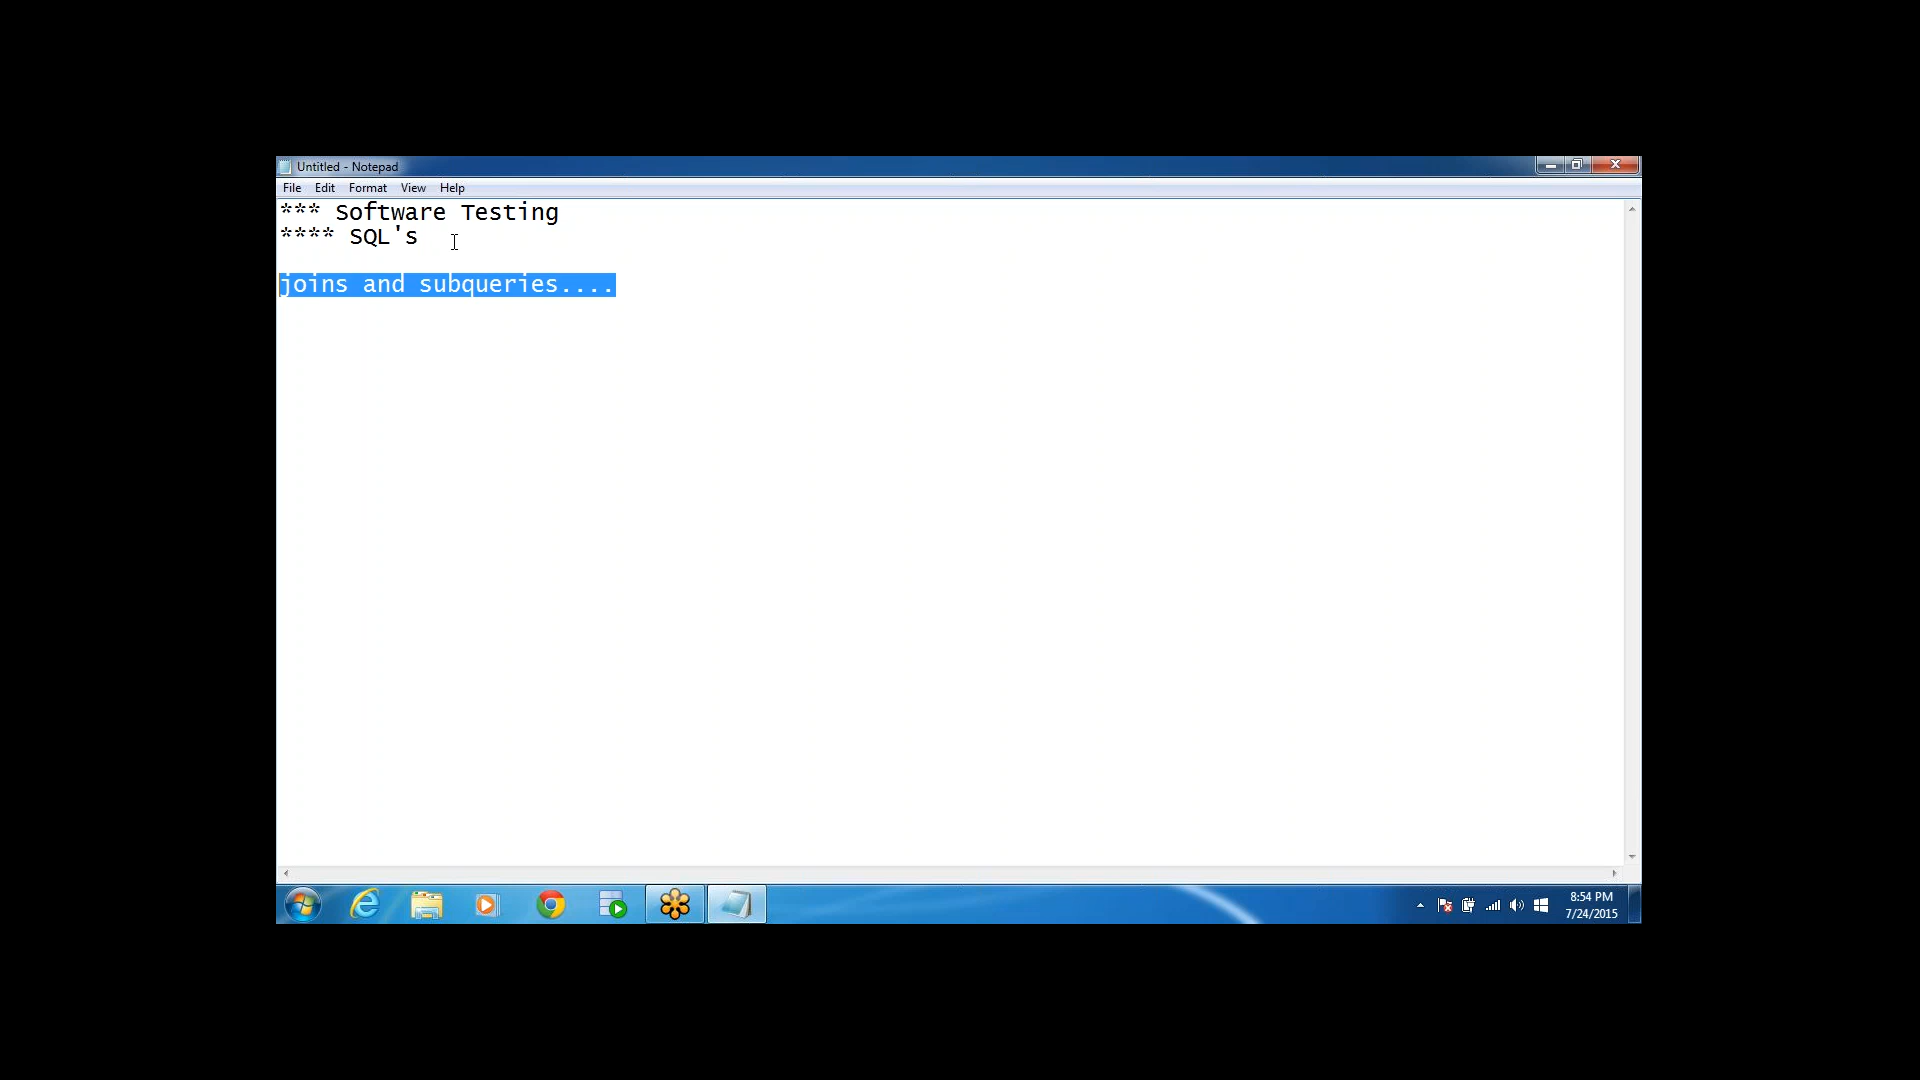 Untitled - Notepad
File Edit Format View Help
*** Software Testing
**** SQL's
joins and subqueries....
8:54 PM
7/24/2015